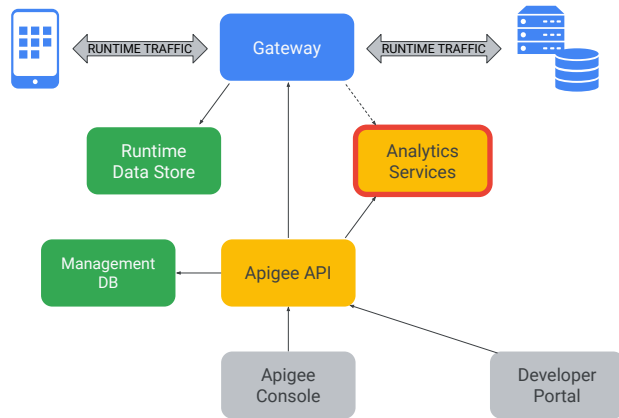 RUNTIME TRAFFIC
Gateway
RUNTIME TRAFFIC
Runtime
Data Store
Analytics
Services
Management
DB
Apigee API
Apigee
Console
Developer
Portal